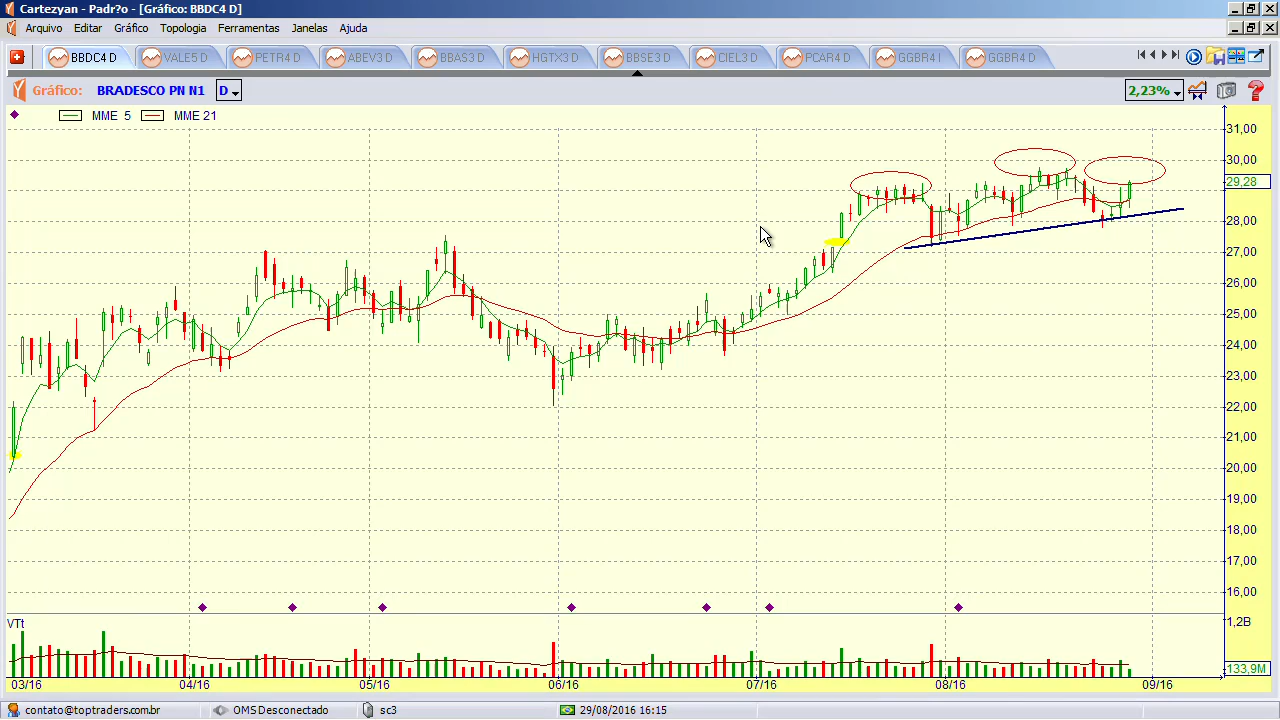 Cartezyan - Padr?o - [Gráfico: BBDC4 D]
Arquivo Editar Gráfico Topologia Ferramentas Janelas Ajuda
BBDC4 D VALE5 D PETR4 D ABEV3 D BBAS3 D HGTX3 D BBSE3 D CIEL3 D PCAR4 D GGBR4 I GGBR4 D
Gráfico: BRADESCO PN N1 D 2,23%
MME 5 MME 21
31,00
30,00
29,28
28,00
27,00
26,00
25,00
24,00
23,00
22,00
21,00
20,00
19,00
18,00
17,00
16,00
VTt 1,2B
133,9M
03/16 04/16 05/16 06/16 07/16 08/16 09/16
contato@toptraders.com.br OMS Desconectado sc3 29/08/2016 16:15